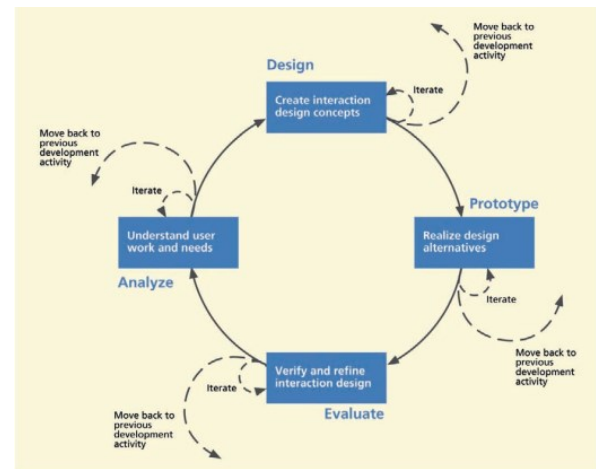 Move back to
previous
development
activity
Design
Iterate
Create interaction
design concepts
Move back to
previous
development
activity
Iterate
Prototype
Understand user
work and needs
Realize design
alternatives
Analyze
Iterate
Move back to
previous
development
activity
Verify and refine
interaction design
Iterate
Evaluate
Move back to
previous
development
activity